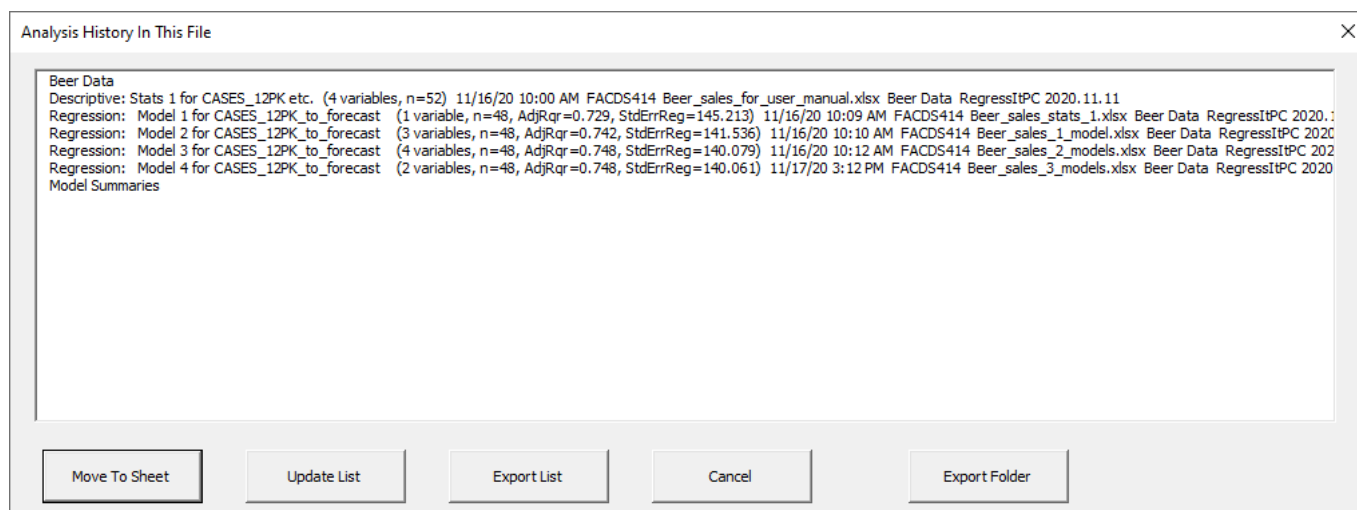 Analysis History In This File
Beer Data
Descriptive: Stats 1 for CASES_12PK etc. (4 variables, n=52) 11/16/20 10:00 AM FACDS414 Beer_sales_for_user_manual.xlsx Beer Data RegressItPC 2020.11.11
Regression: Model 1 for CASES_12PK_to_forecast (1 variable, n=48, AdjRqr=0.729, StdErrReg=145.213) 11/16/20 10:09 AM FACDS414 Beer_sales_stats_1.xlsx Beer Data RegressItPC 2020.1
Regression: Model 2 for CASES_12PK_to_forecast (3 variables, n=48, AdjRqr=0.742, StdErrReg=141.536) 11/16/20 10:10 AM FACDS414 Beer_sales_1_model.xlsx Beer Data RegressItPC 2020
Regression: Model 3 for CASES_12PK_to_forecast (4 variables, n=48, AdjRqr=0.748, StdErrReg=140.079) 11/16/20 10:12 AM FACDS414 Beer_sales_2_models.xlsx Beer Data RegressItPC 202
Regression: Model 4 for CASES_12PK_to_forecast (2 variables, n=48, AdjRqr=0.748, StdErrReg=140.061) 11/17/20 3:12 PM FACDS414 Beer_sales_3_models.xlsx Beer Data RegressItPC 2020
Model Summaries
Move To Sheet Update List Export List Cancel Export Folder